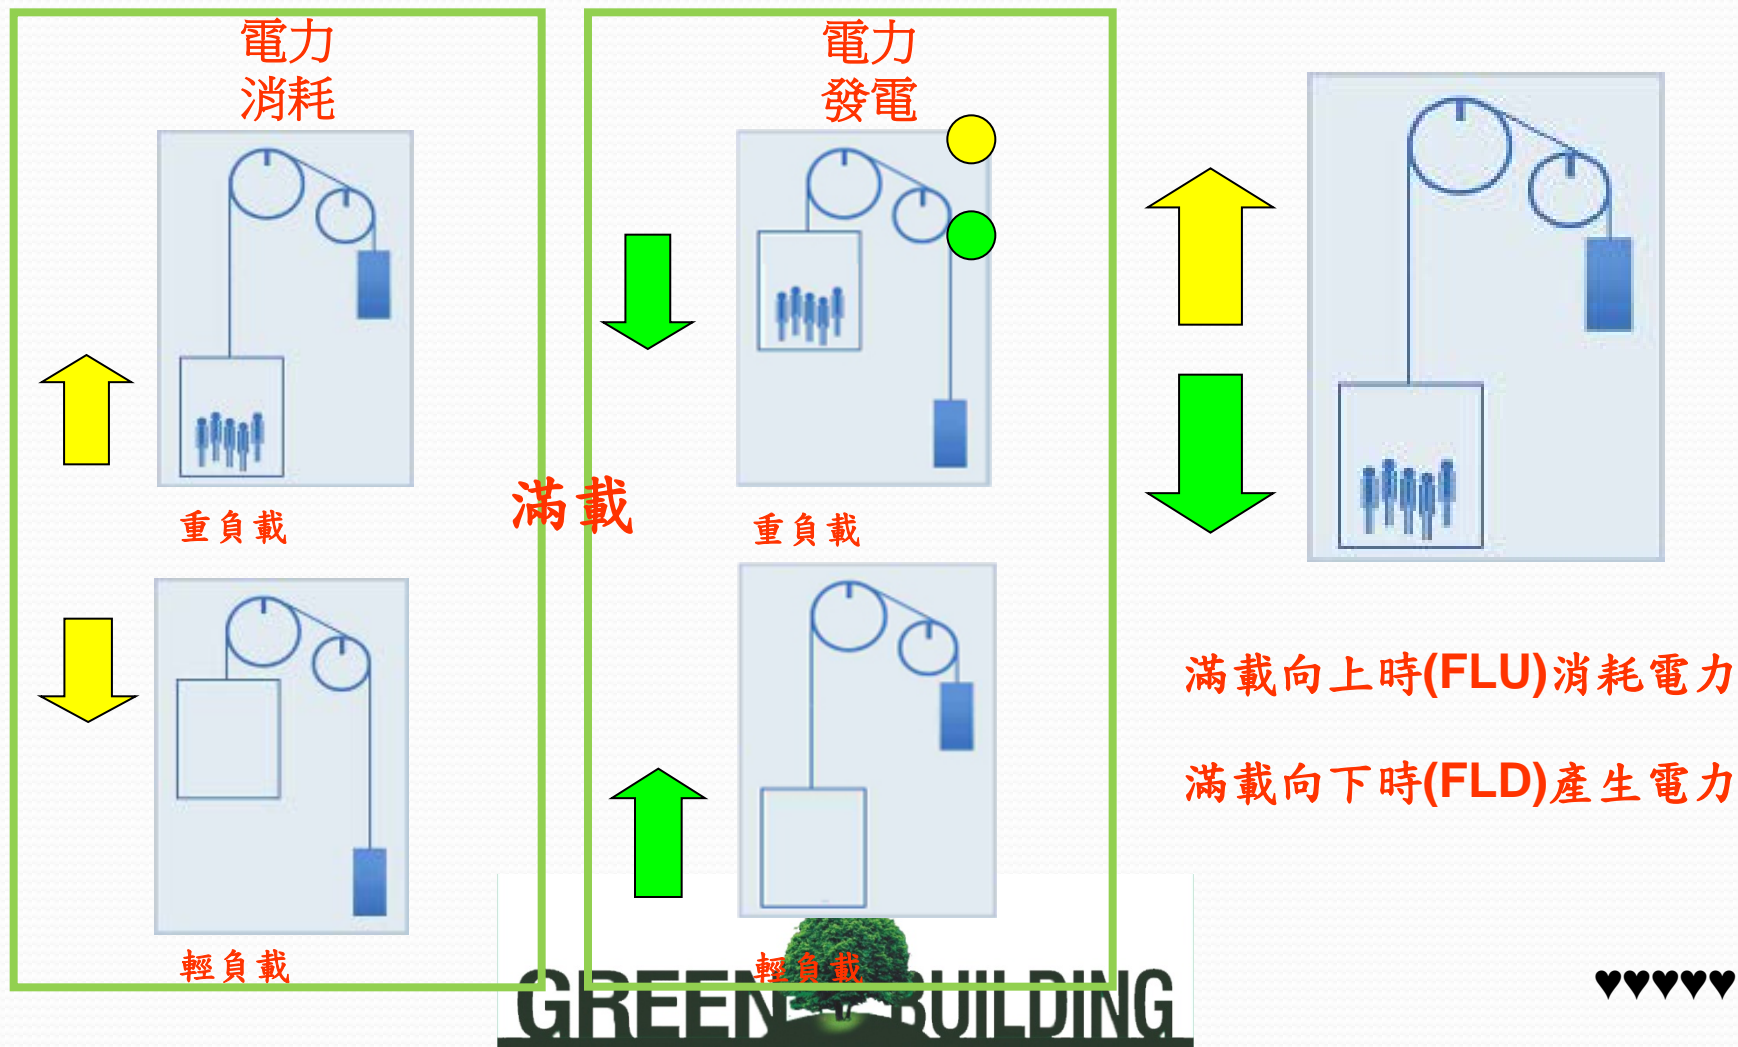 電力
消耗
重負載
輕負載
滿載
電力
發電
重負載
輕負載
滿載向上時(FLU)消耗電力
滿載向下時(FLD)產生電力
GREEN BUILDING
♥♥♥♥♥